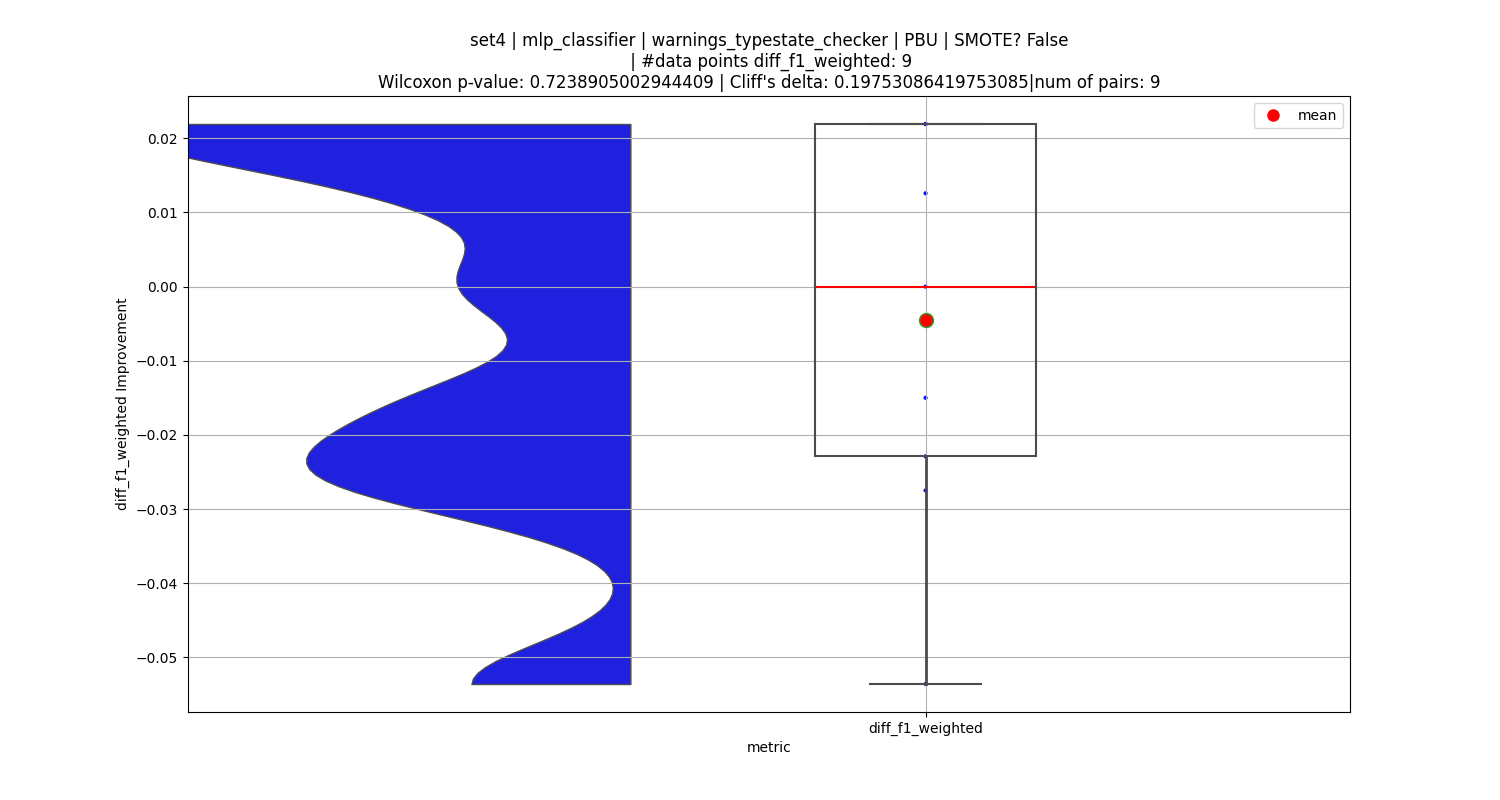 set4 | mlp_classifier | warnings_typestate_checker | PBU | SMOTE? False
| #data points diff_f1_weighted: 9
Wilcoxon p-value: 0.7238905002944409 | Cliff's delta: 0.19753086419753085|num of pairs: 9
mean
0.02
0.01
0.00
−0.01
−0.02
−0.03
−0.04
−0.05
diff_f1_weighted Improvement
diff_f1_weighted
metric